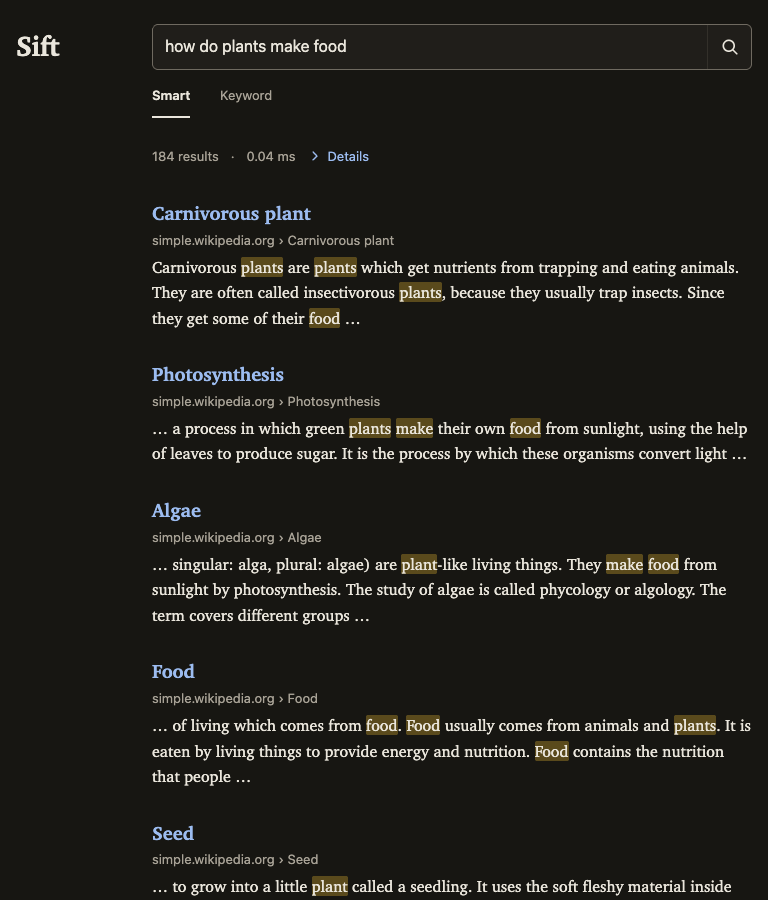 Sift
how do plants make food
Smart Keyword
184 results · 0.04 ms Details
Carnivorous plant
simple.wikipedia.org › Carnivorous plant
Carnivorous plants are plants which get nutrients from trapping and eating animals.
They are often called insectivorous plants, because they usually trap insects. Since
they get some of their food …
Photosynthesis
simple.wikipedia.org › Photosynthesis
… a process in which green plants make their own food from sunlight, using the help
of leaves to produce sugar. It is the process by which these organisms convert light …
Algae
simple.wikipedia.org › Algae
… singular: alga, plural: algae) are plant-like living things. They make food from
sunlight by photosynthesis. The study of algae is called phycology or algology. The
term covers different groups …
Food
simple.wikipedia.org › Food
… of living which comes from food. Food usually comes from animals and plants. It is
eaten by living things to provide energy and nutrition. Food contains the nutrition
that people …
Seed
simple.wikipedia.org › Seed
… to grow into a little plant called a seedling. It uses the soft fleshy material inside